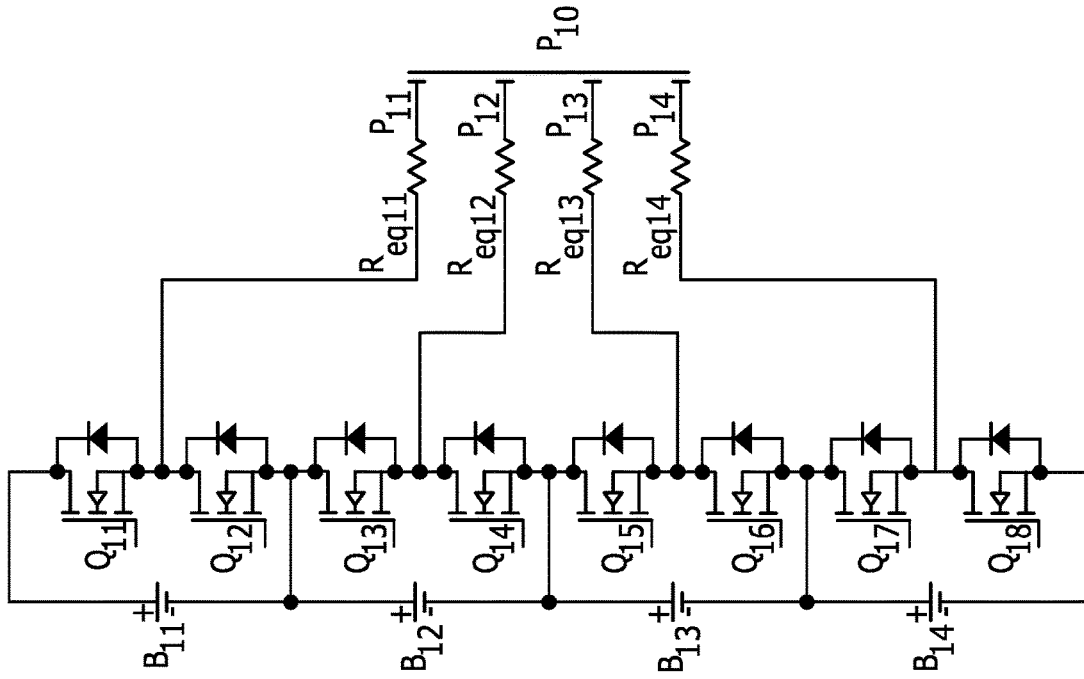 P10
P11
P12
P13
P14
Req11
Req12
Req13
Req14
Q11
Q12
Q13
Q14
Q15
Q16
Q17
Q18
+
+
+
+
B11
B12
B13
B14